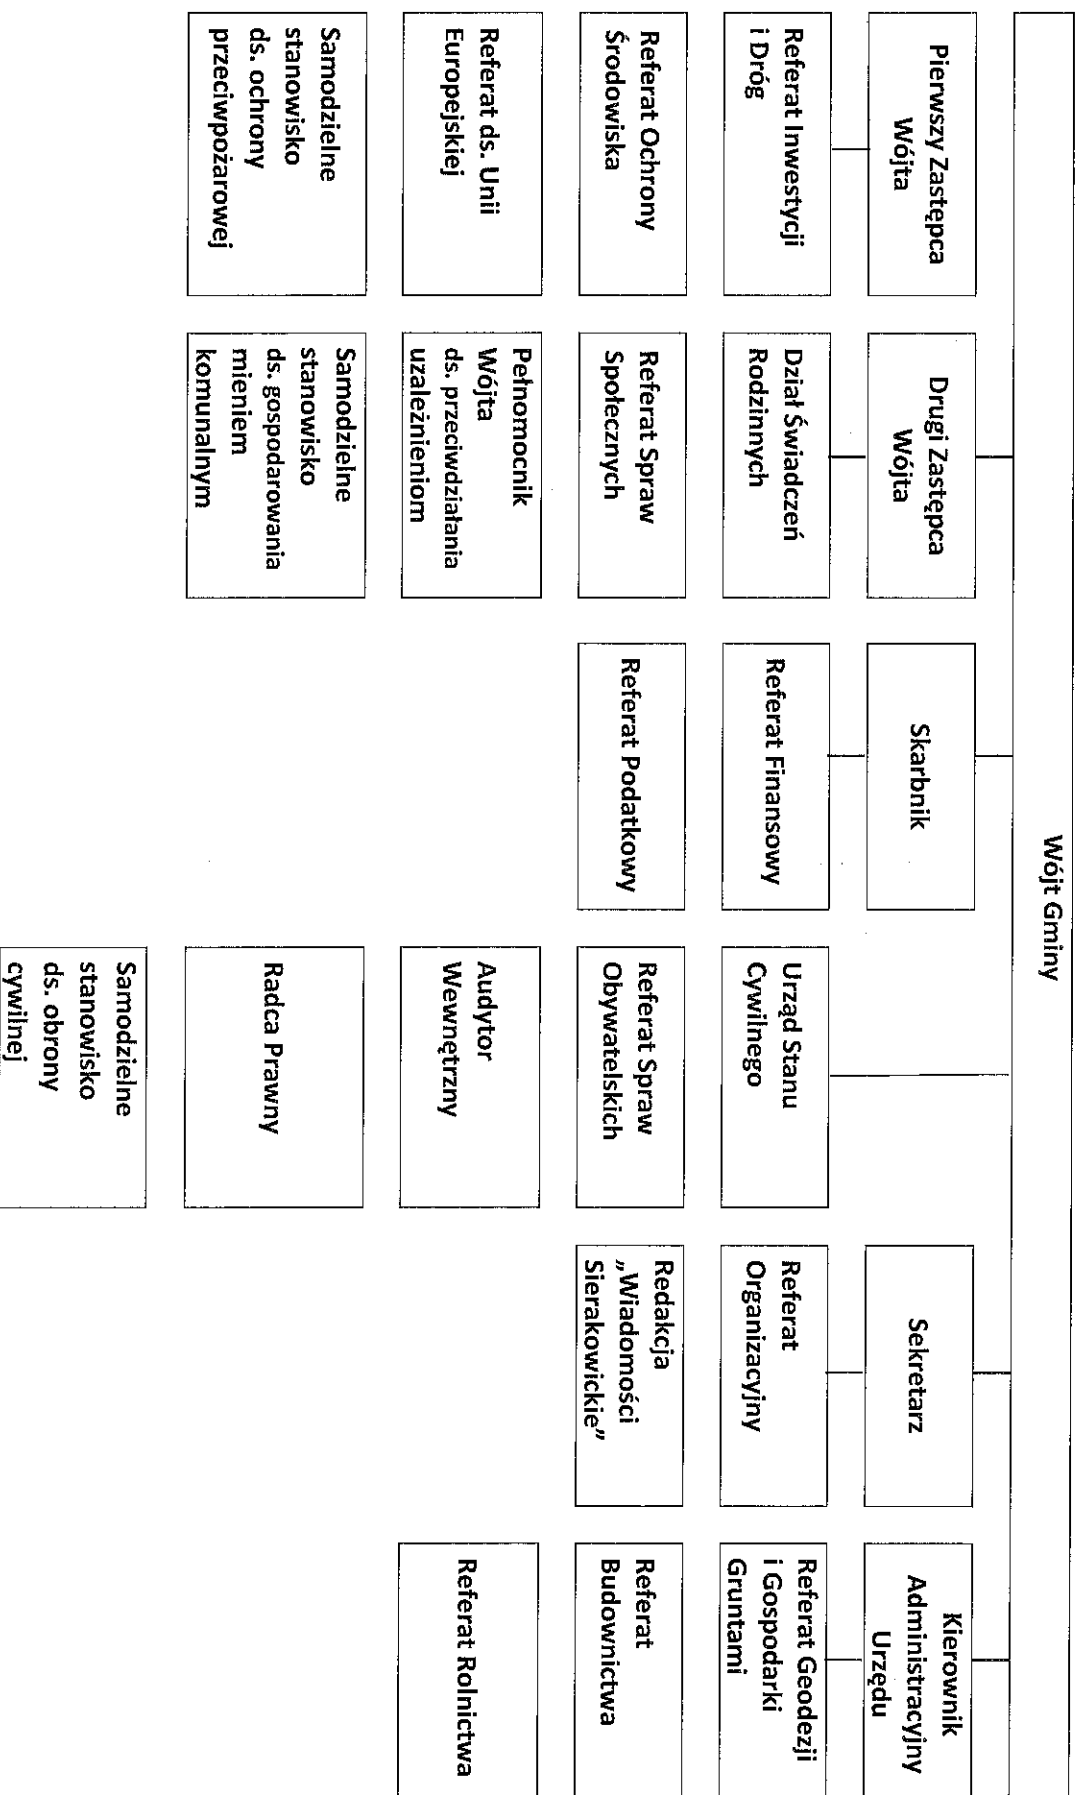 Wójt Gminy
Pierwszy Zastępca
Wójta
Referat Inwestycji
i Dróg
Referat Ochrony
Środowiska
Referat ds. Unii
Europejskiej
Samodzielne
stanowisko
ds. ochrony
przeciwpożarowej
Drugi Zastępca
Wójta
Dział Świadczeń
Rodzinnych
Referat Spraw
Społecznych
Pełnomocnik
Wójta
ds. przeciwdziałania
uzależnieniom
Samodzielne
stanowisko
ds. gospodarowania
mieniem
komunalnym
Skarbnik
Referat Finansowy
Referat Podatkowy
Urząd Stanu
Cywilnego
Referat Spraw
Obywatelskich
Audytor
Wewnętrzny
Radca Prawny
Samodzielne
stanowisko
ds. obrony
cywilnej
Sekretarz
Referat
Organizacyjny
Redakcja
„Wiadomości
Sierakowickie”
Kierownik
Administracyjny
Urzędu
Referat Geodezji
i Gospodarki
Gruntami
Referat
Budownictwa
Referat Rolnictwa